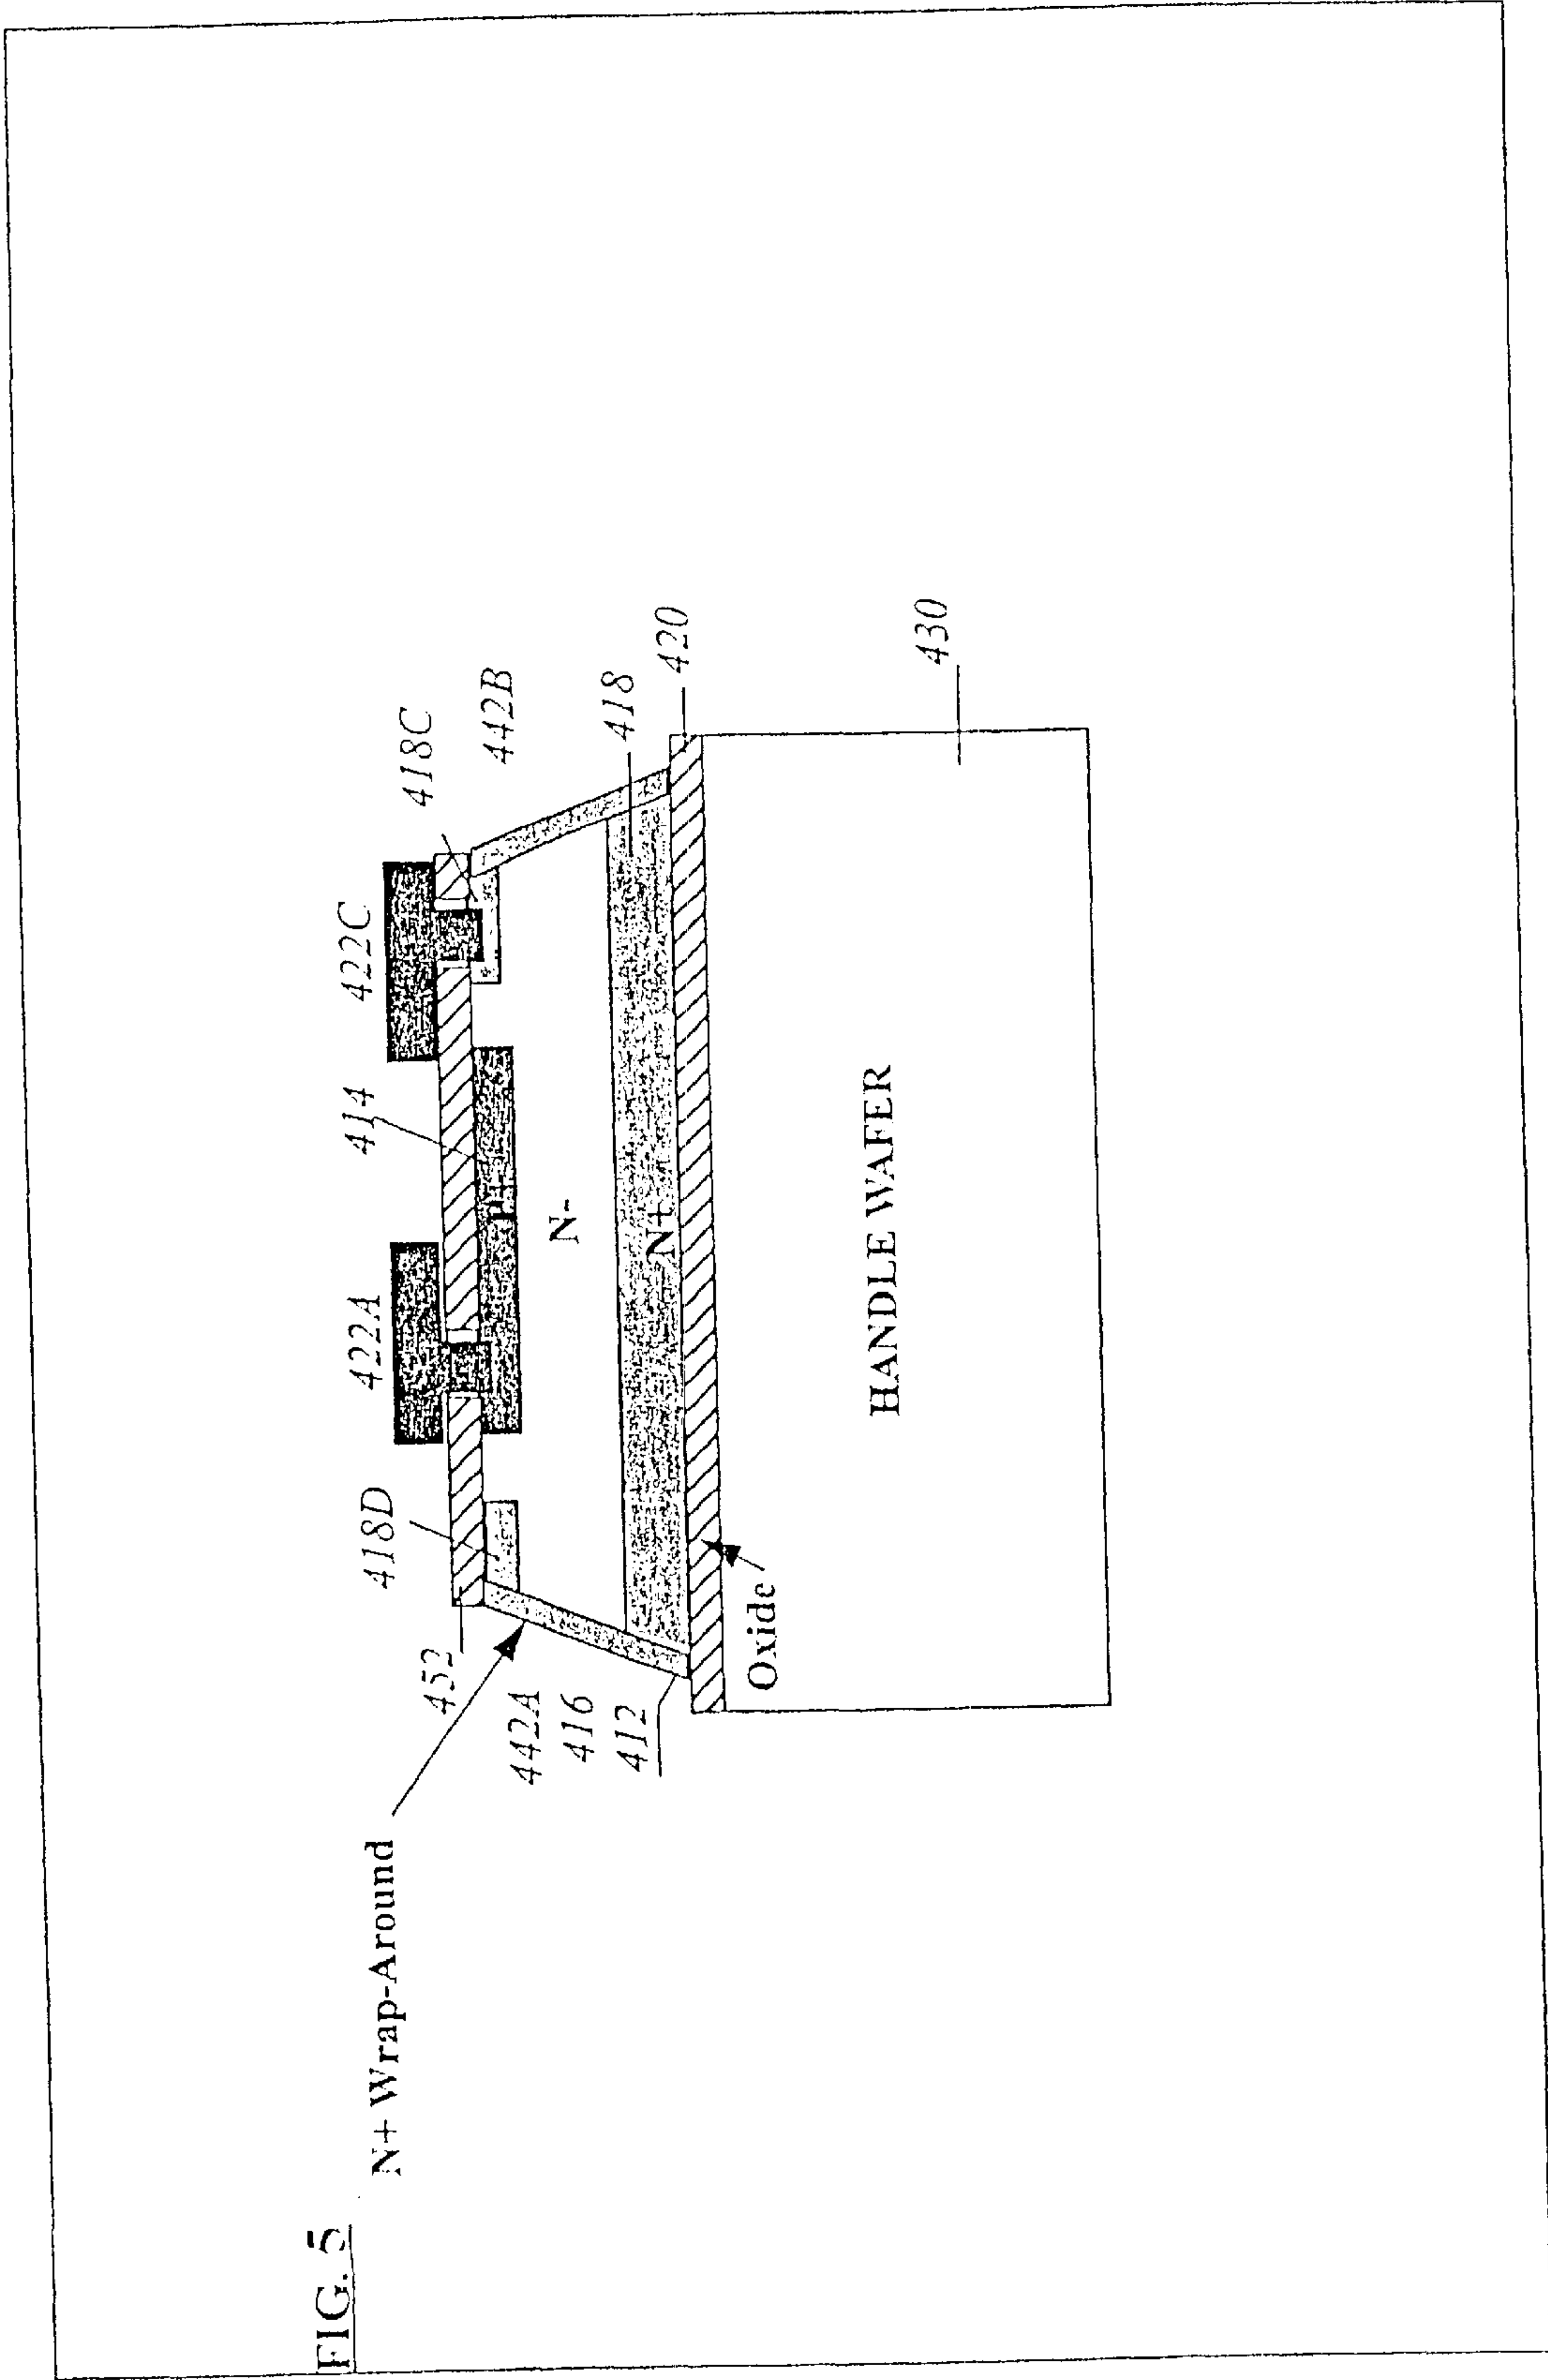 FIG. 5
N+ Wrap-Around
452
418D
422A
414
422C
418C
442B
442A
416
412
P+
N-
N+
418
420
Oxide
HANDLE WAFER
430